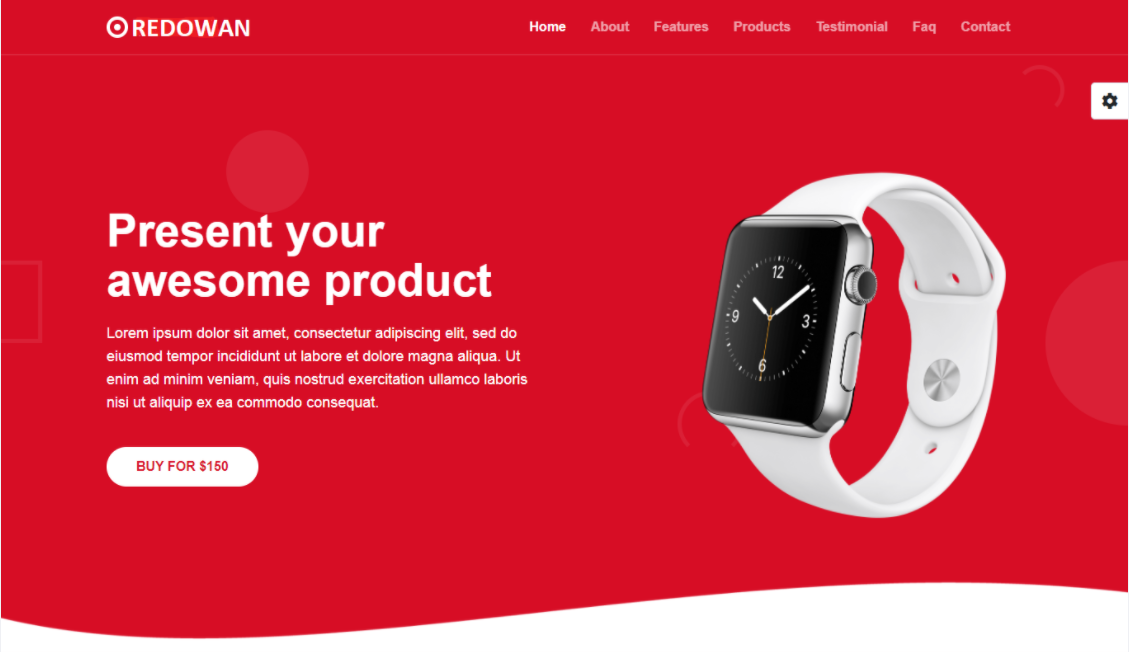 REDOWAN
Home About Features Products Testimonial Faq Contact
Present your
awesome product
Lorem ipsum dolor sit amet, consectetur adipiscing elit, sed do
eiusmod tempor incididunt ut labore et dolore magna aliqua. Ut
enim ad minim veniam, quis nostrud exercitation ullamco laboris
nisi ut aliquip ex ea commodo consequat.
BUY FOR $150
12
9 3
6